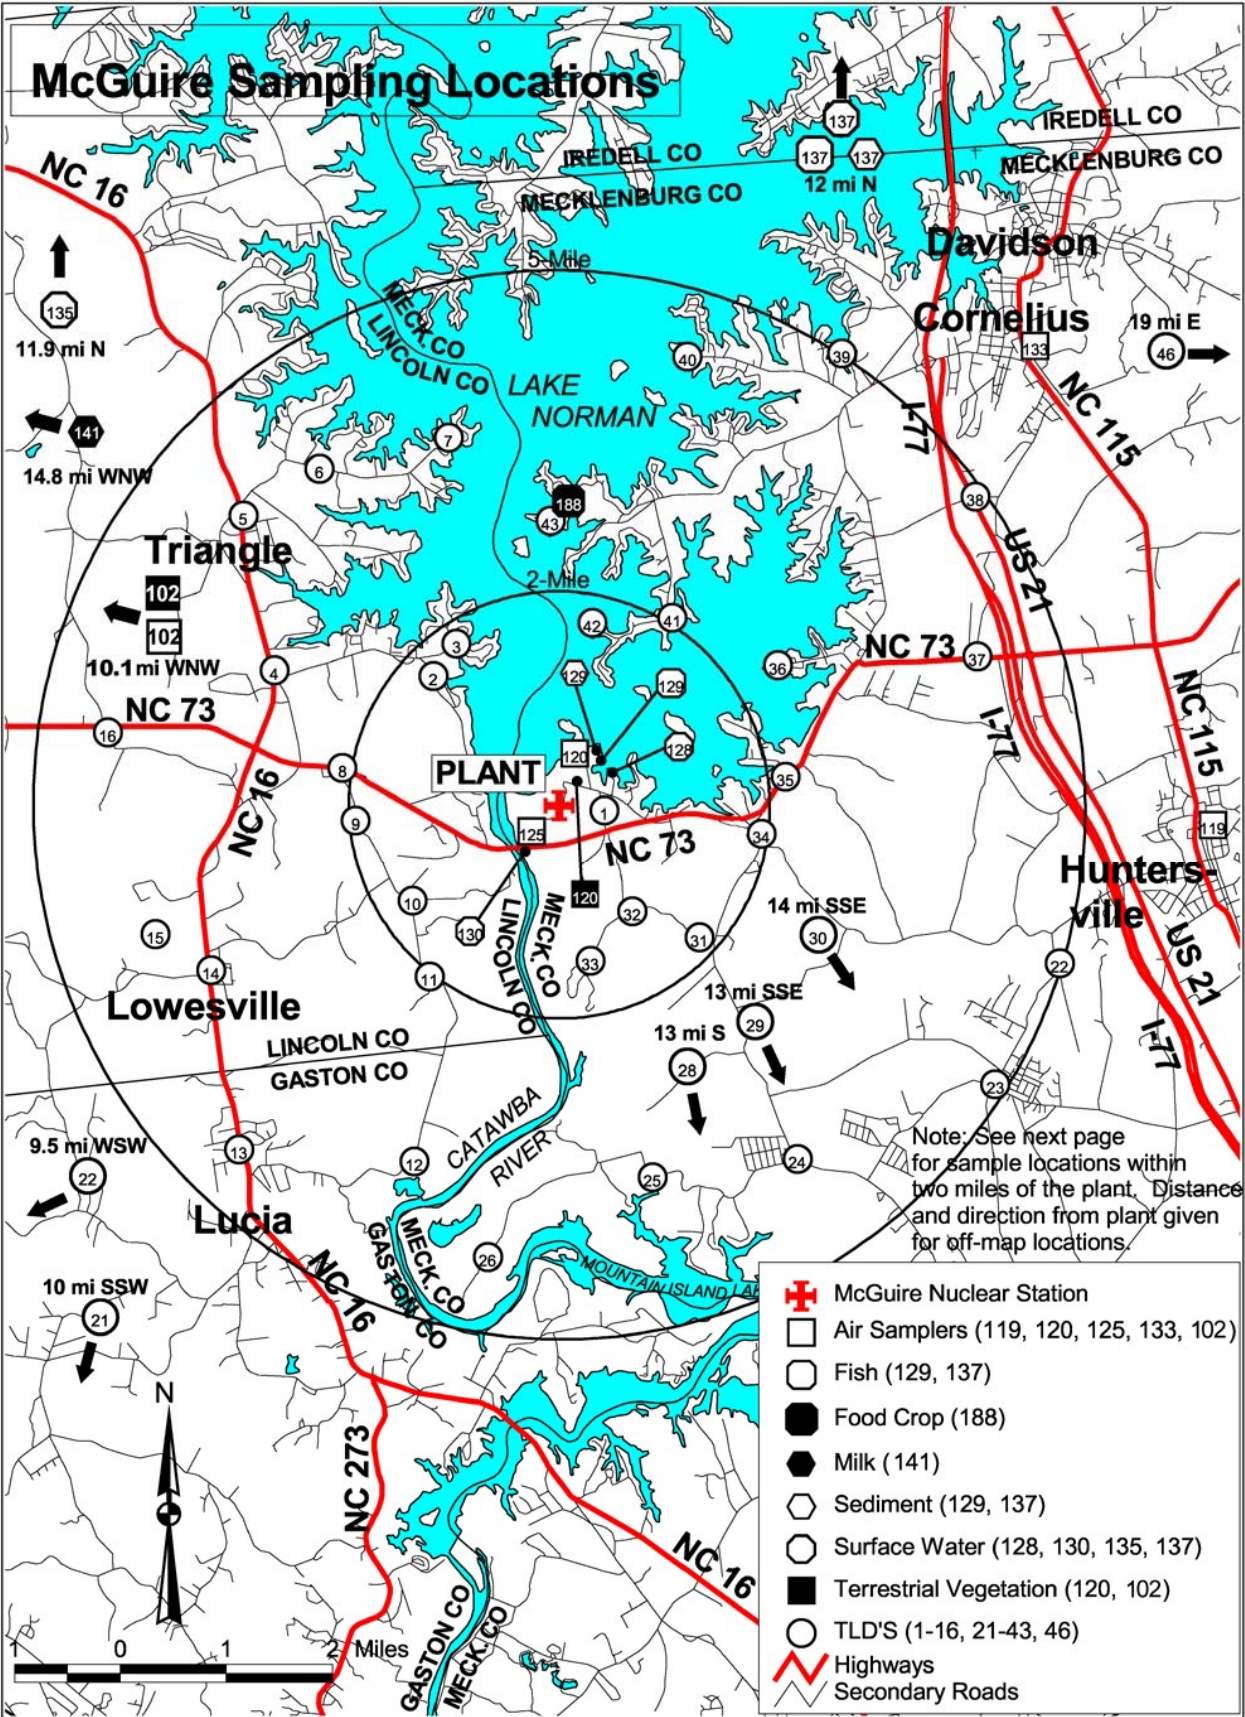 McGuire Sampling Locations
137
IREDELL CO
IREDELL CO
137
137
MECKLENBURG CO
12 mi N
MECKLENBURG CO
NC 16
Davidson
5-Mile
135
11.9 mi N
MECK. CO
LINCOLN CO
Cornelius
133
19 mi E
46
40
39
LAKE
NORMAN
NC 115
I-77
141
14.8 mi WNW
7
6
188
43
38
5
Triangle
US 21
2-Mile
102
102
10.1 mi WNW
42
41
3
NC 73
37
36
4
2
129
129
NC 115
NC 73
16
I-77
120
128
8
PLANT
35
NC 16
1
9
125
NC 73
34
119
Hunters-
ville
10
120
MECK. CO
LINCOLN CO
32
14 mi SSE
30
15
130
31
33
22
US 21
14
11
Lowesville
13 mi SSE
29
13 mi S
28
I-77
LINCOLN CO
GASTON CO
23
CATAWBA
RIVER
9.5 mi WSW
22
13
12
24
25
Note: See next page
for sample locations within
two miles of the plant. Distance
and direction from plant given
for off-map locations.
Lucia
MECK. CO
GASTON CO
26
MOUNTAIN ISLAND LAK
NC 16
10 mi SSW
21
McGuire Nuclear Station
Air Samplers (119, 120, 125, 133, 102)
Fish (129, 137)
Food Crop (188)
Milk (141)
Sediment (129, 137)
Surface Water (128, 130, 135, 137)
Terrestrial Vegetation (120, 102)
TLD'S (1-16, 21-43, 46)
Highways
Secondary Roads
N
NC 273
NC 16
GASTON CO
MECK. CO
1 0 1 2 Miles